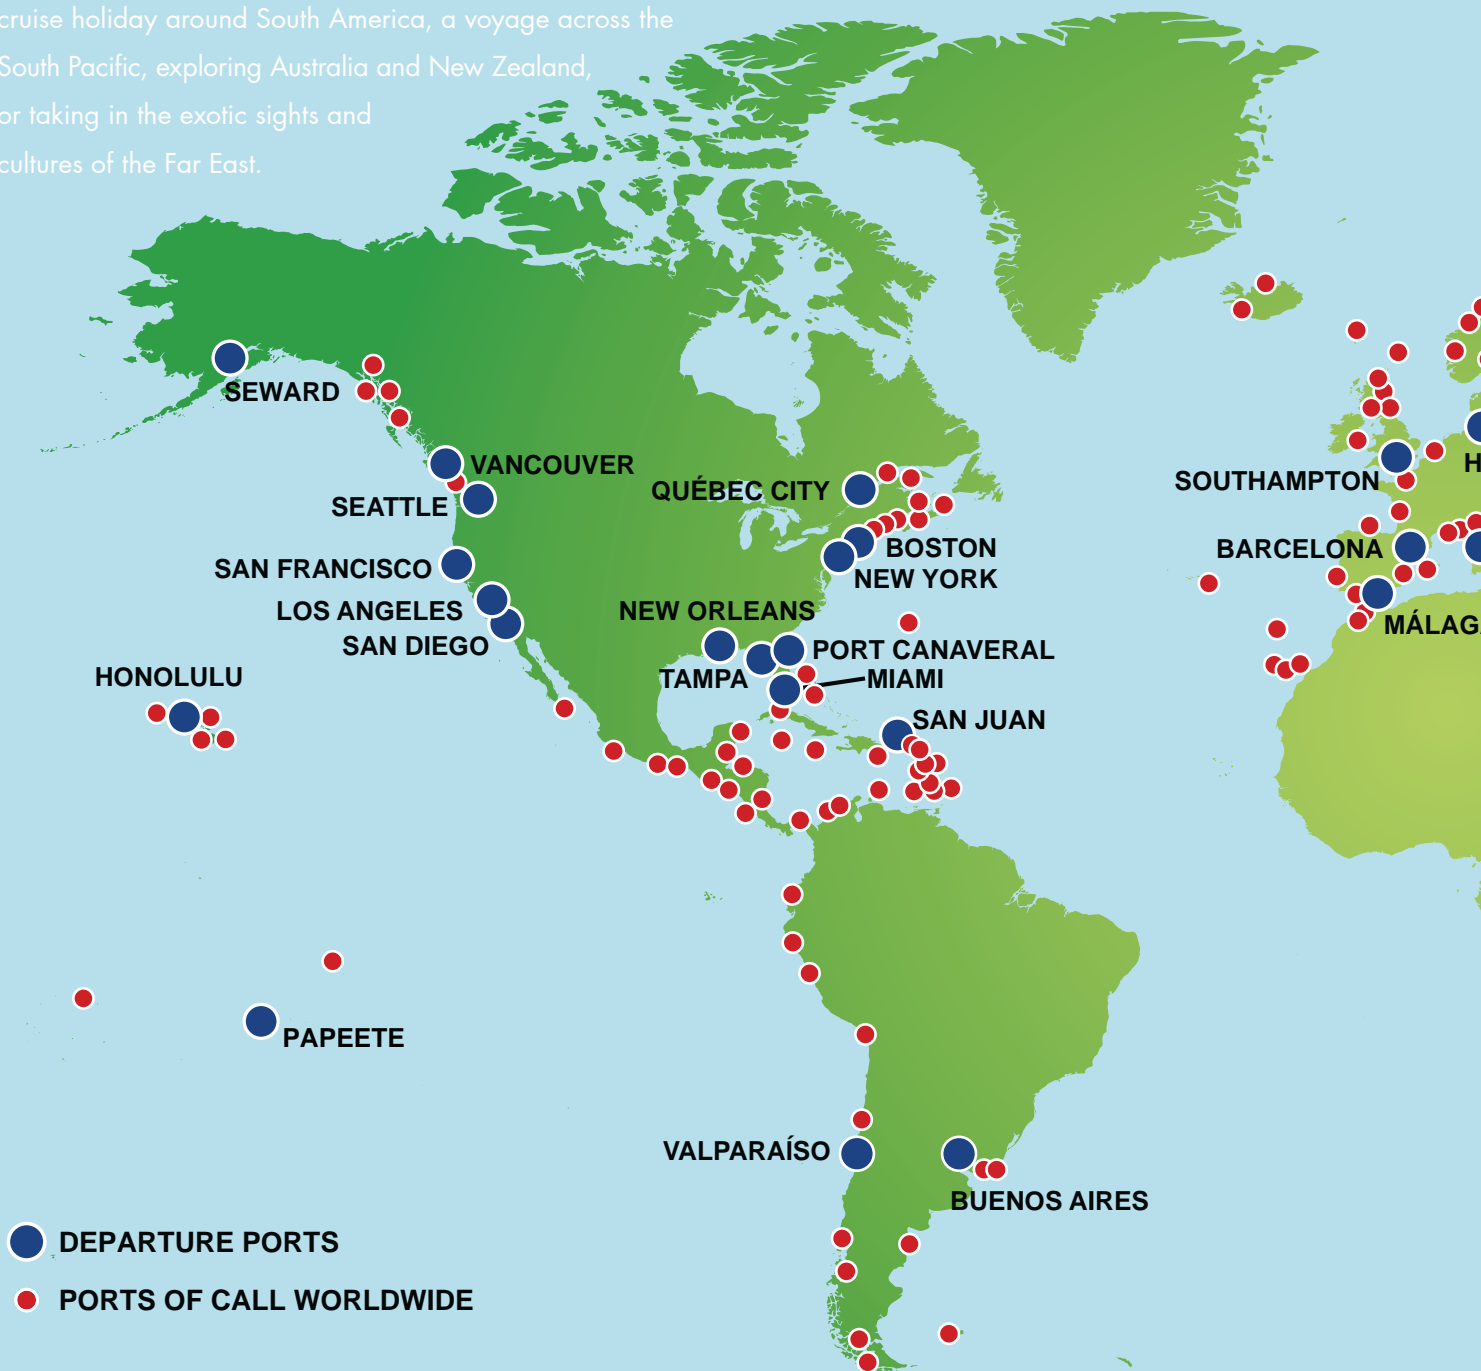 cruise holiday around South America, a voyage across the
South Pacific, exploring Australia and New Zealand,
or taking in the exotic sights and
cultures of the Far East.
SEWARD
VANCOUVER
SEATTLE
QUÉBEC CITY
SOUTHAMPTON
H
BARCELONA
BOSTON
NEW YORK
SAN FRANCISCO
LOS ANGELES
SAN DIEGO
NEW ORLEANS
MÁLAG
PORT CANAVERAL
TAMPA
MIAMI
HONOLULU
SAN JUAN
PAPEETE
VALPARAÍSO
BUENOS AIRES
DEPARTURE PORTS
PORTS OF CALL WORLDWIDE